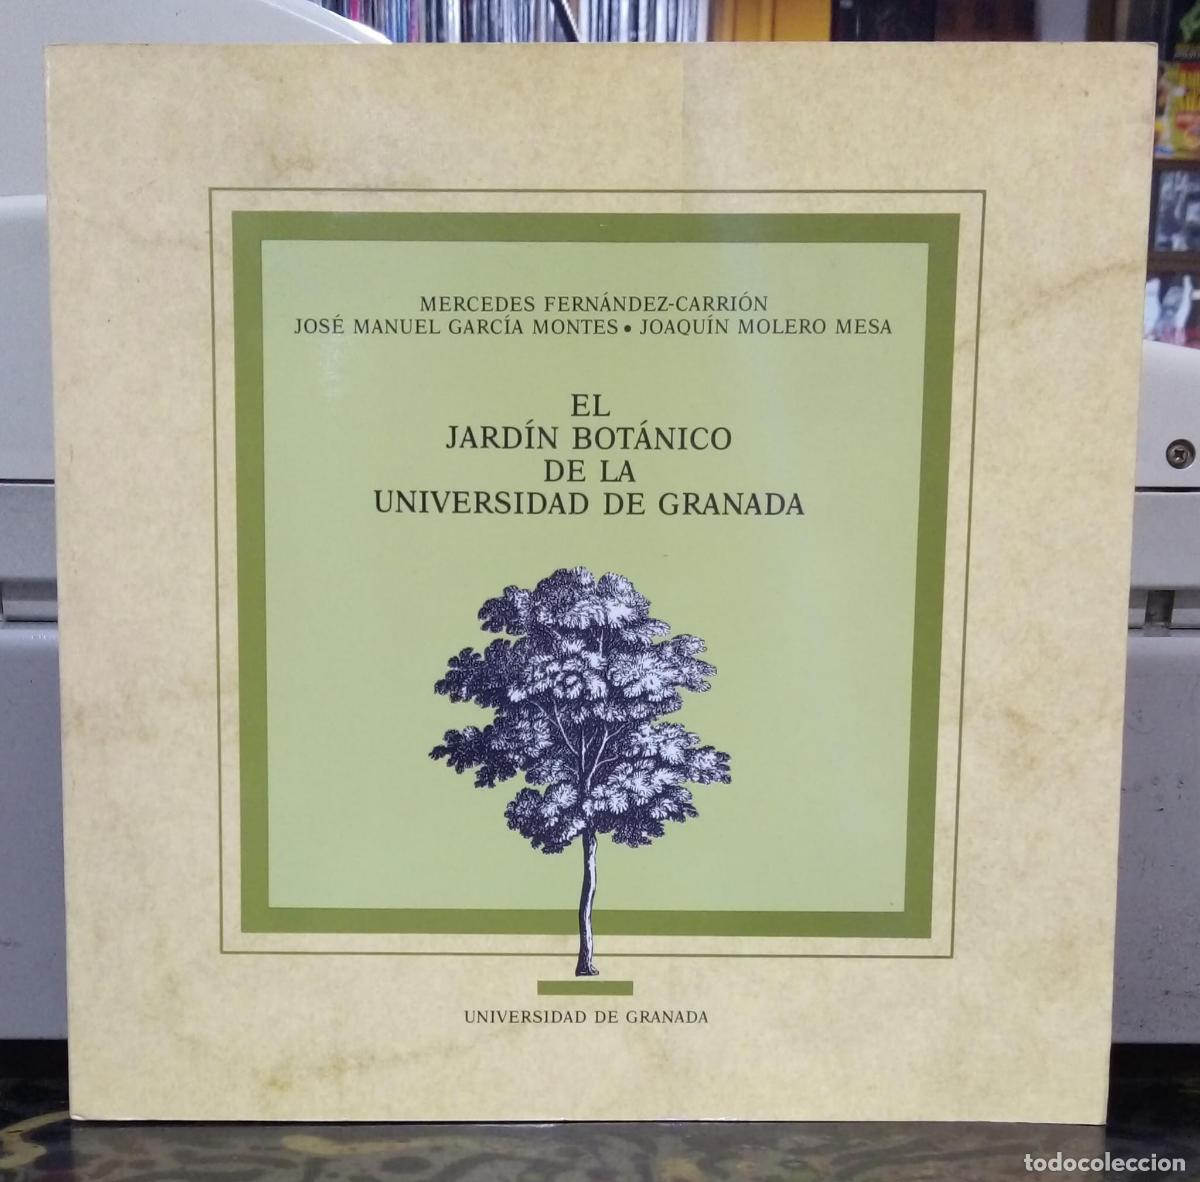 MERCEDES FERNÁNDEZ-CARRIÓN
JOSÉ MANUEL GARCÍA MONTES • JOAQUÍN MOLERO MESA
EL
JARDÍN BOTÁNICO
DE LA
UNIVERSIDAD DE GRANADA
UNIVERSIDAD DE GRANADA
todocoleccion